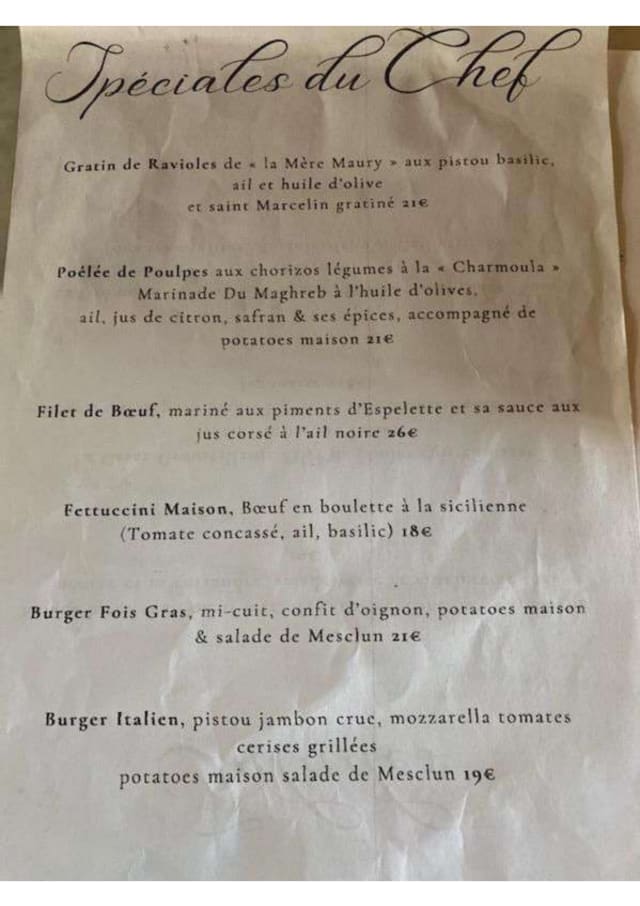 Spéciales du Chef
Gratin de Ravioles de « la Mère Maury » aux pistou basilic,
ail et huile d'olive
et saint Marcelin gratiné 21€
Poêlée de Poulpes aux chorizos légumes à la « Charmoula »
Marinade Du Maghreb à l'huile d'olives,
ail, jus de citron, safran & ses épices, accompagné de
potatoes maison 21€
Filet de Bœuf, mariné aux piments d'Espelette et sa sauce aux
jus corsé à l'ail noire 26€
Fettuccini Maison, Bœuf en boulette à la sicilienne
(Tomate concassé, ail, basilic) 18€
Burger Fois Gras, mi-cuit, confit d'oignon, potatoes maison
& salade de Mesclun 21€
Burger Italien, pistou jambon crue, mozzarella tomates
cerises grillées
potatoes maison salade de Mesclun 19€